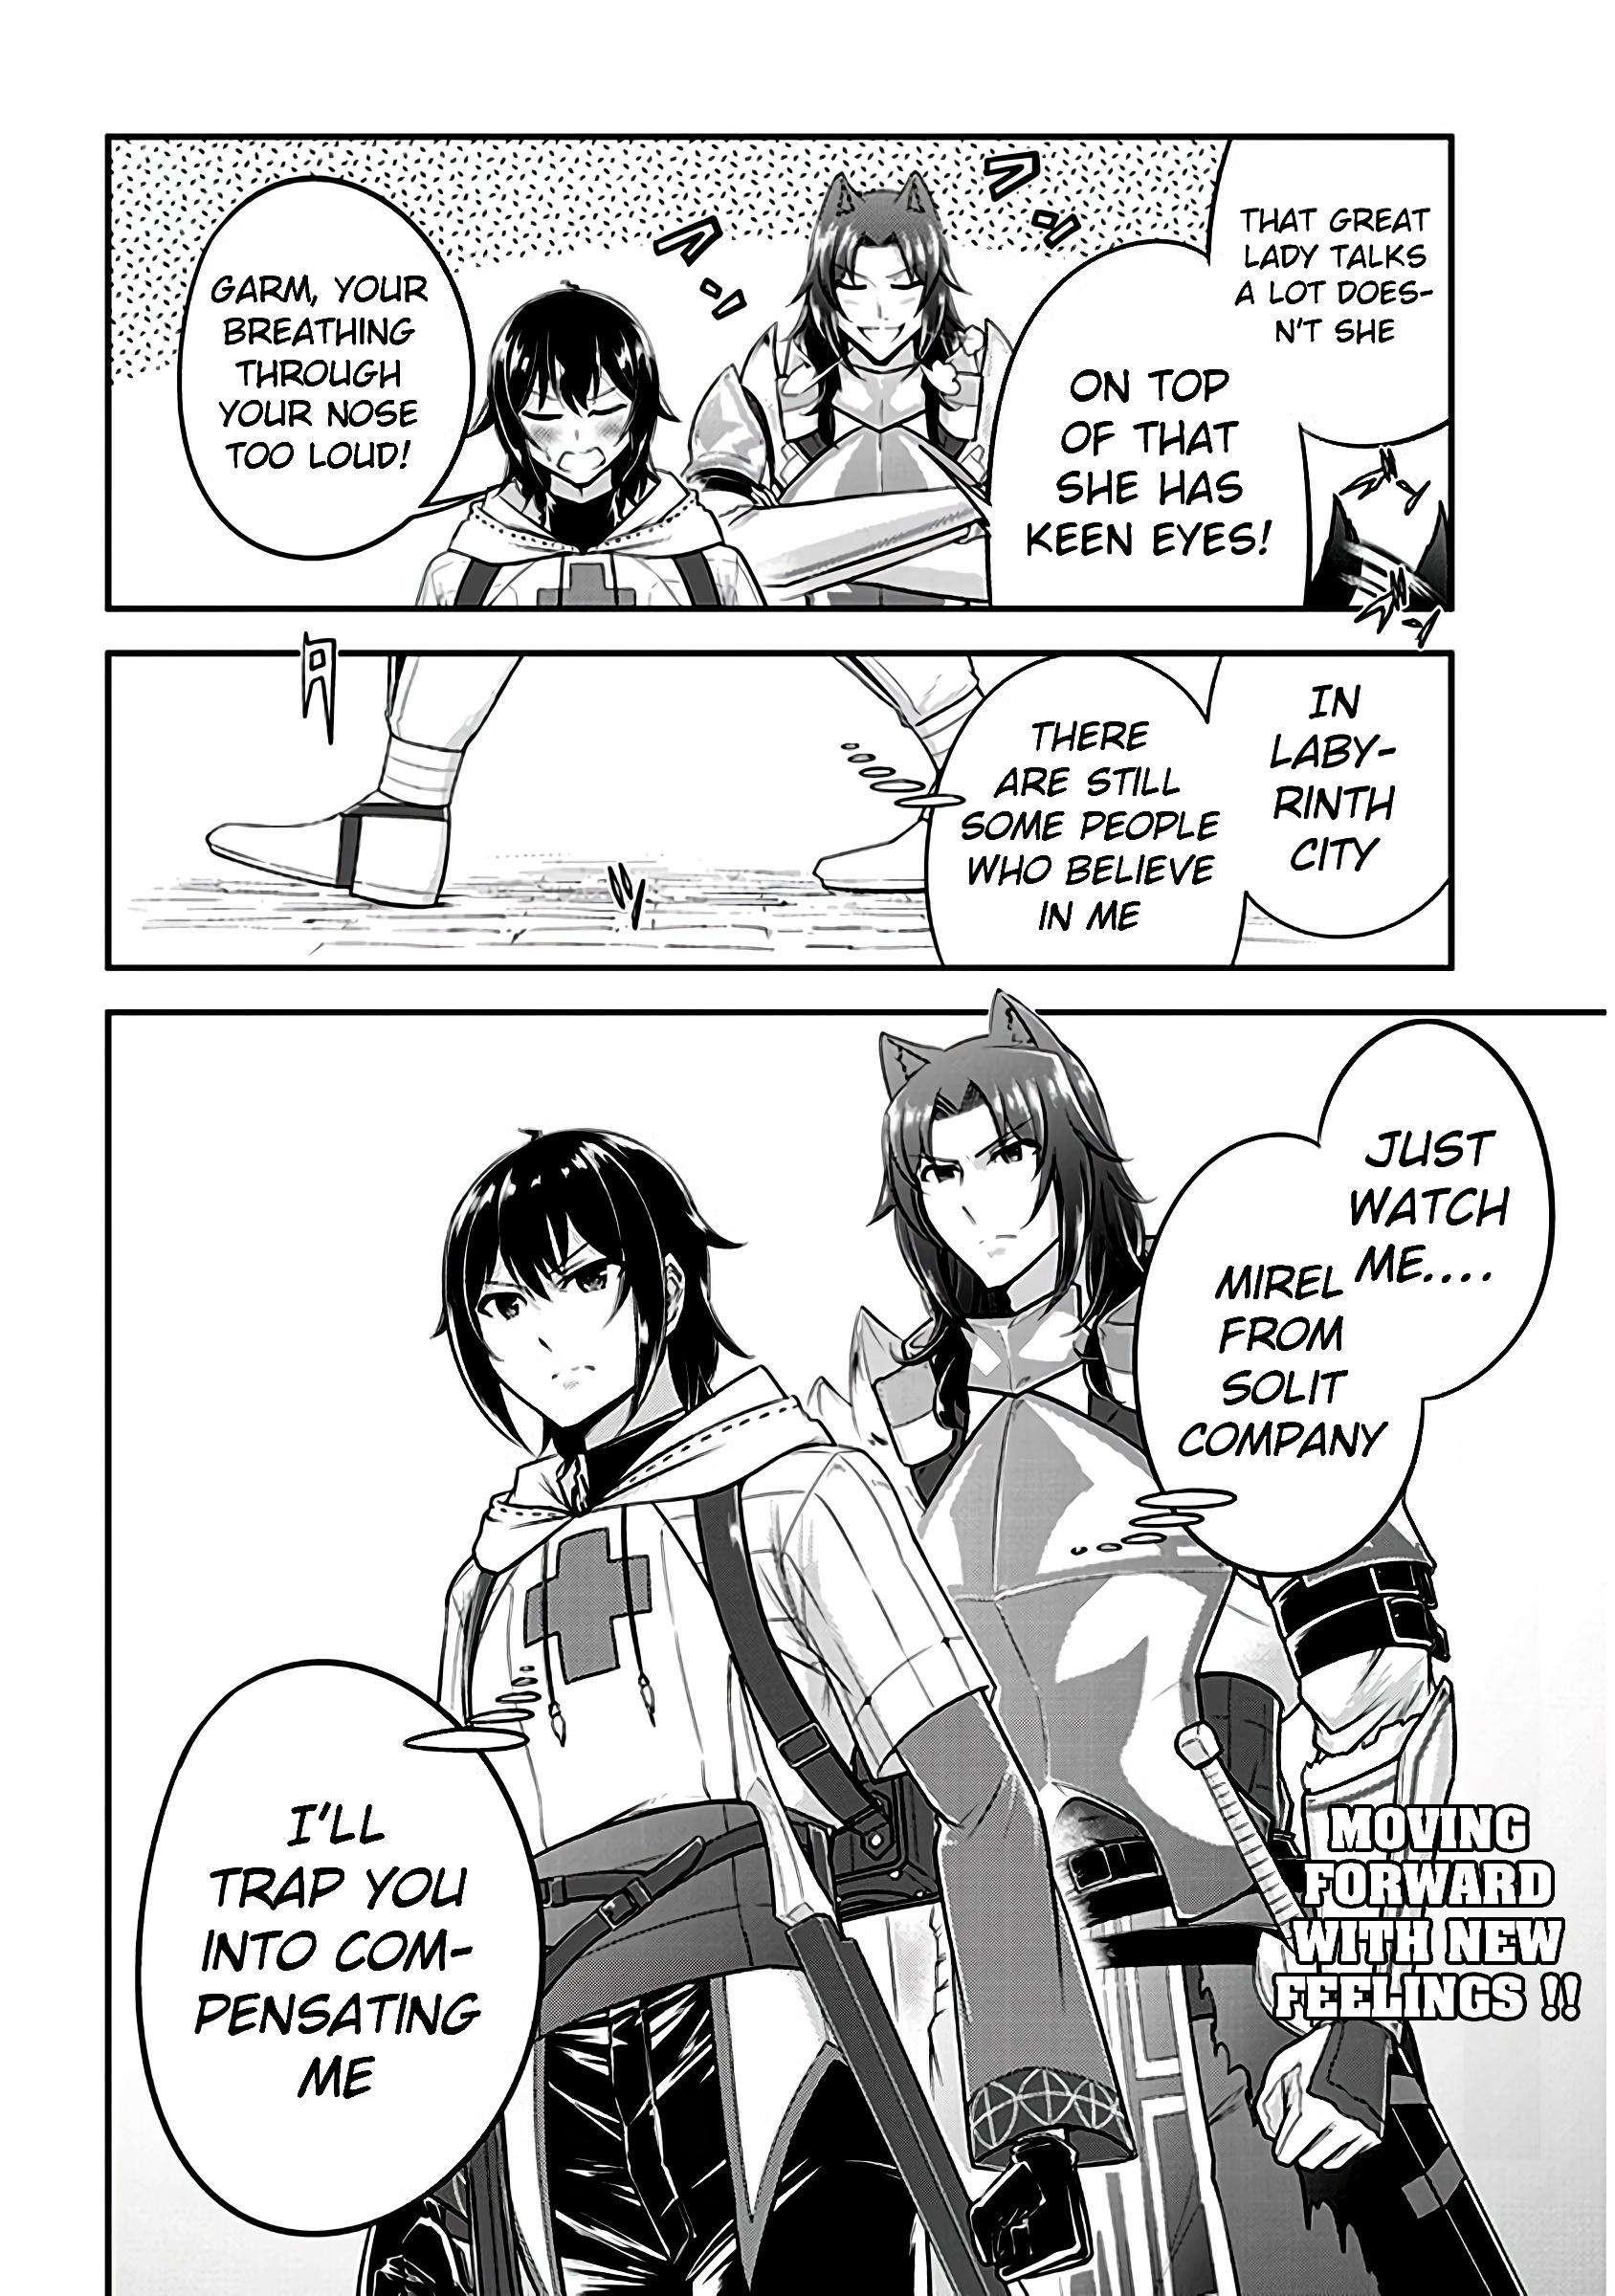 THAT GREAT
LADY TALKS
A LOT DOES-
N'T SHE
ON TOP
OF THAT
SHE HAS
KEEN EYES!
GARM, YOUR
BREATHING
THROUGH
YOUR NOSE
TOO LOUD!
IN
LABY-
RINTH
CITY
THERE
ARE STILL
SOME PEOPLE
WHO BELIEVE
IN ME
JUST
WATCH
ME....
MIREL
FROM
SOLIT
COMPANY
I'LL
TRAP YOU
INTO COM-
PENSATING
ME
MOVING
FORWARD
WITH NEW
FEELINGS !!